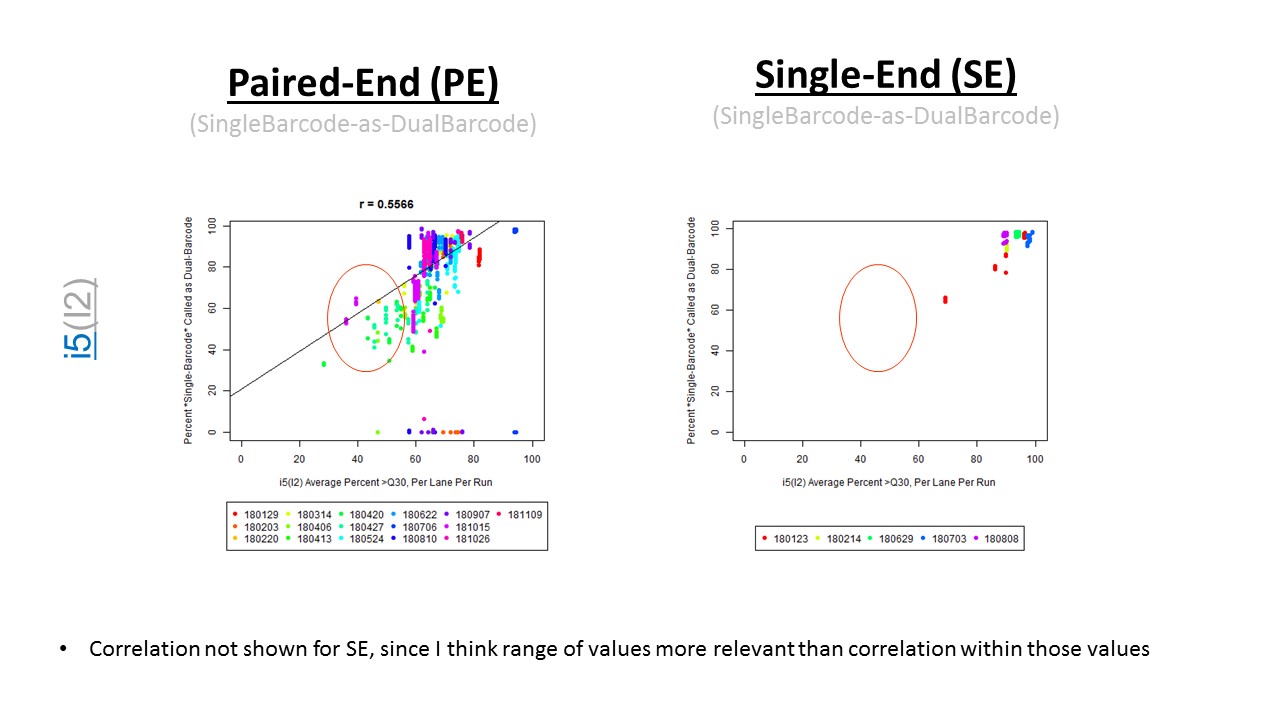 Paired-End (PE)
(SingleBarcode-as-DualBarcode)
Single-End (SE)
(SingleBarcode-as-DualBarcode)
i5(I2)
r = 0.5566
Percent *Single-Barcode* Called as Dual-Barcode
0 20 40 60 80 100
0 20 40 60 80 100
i5(I2) Average Percent >Q30, Per Lane Per Run
180129 180314 180420 180622 180907 181109
180203 180406 180427 180706 181015
180220 180413 180524 180810 181026
Percent *Single-Barcode* Called as Dual-Barcode
0 20 40 60 80 100
0 20 40 60 80 100
i5(I2) Average Percent >Q30, Per Lane Per Run
180123 180214 180629 180703 180808
• Correlation not shown for SE, since I think range of values more relevant than correlation within those values